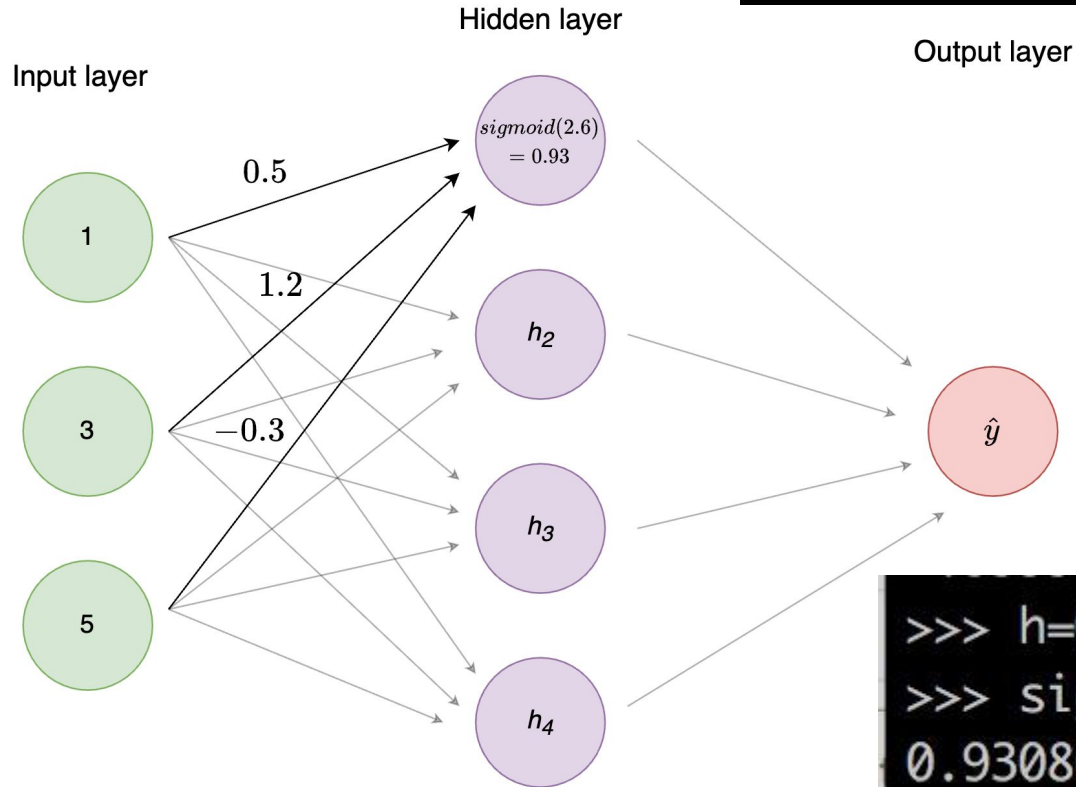 Hidden layer
Output layer
Input layer
sigmoid(2.6)
= 0.93
0.5
1
1.2
h2
3
−0.3
ŷ
h3
5
>>> h=
>>> si
0.9308
h4